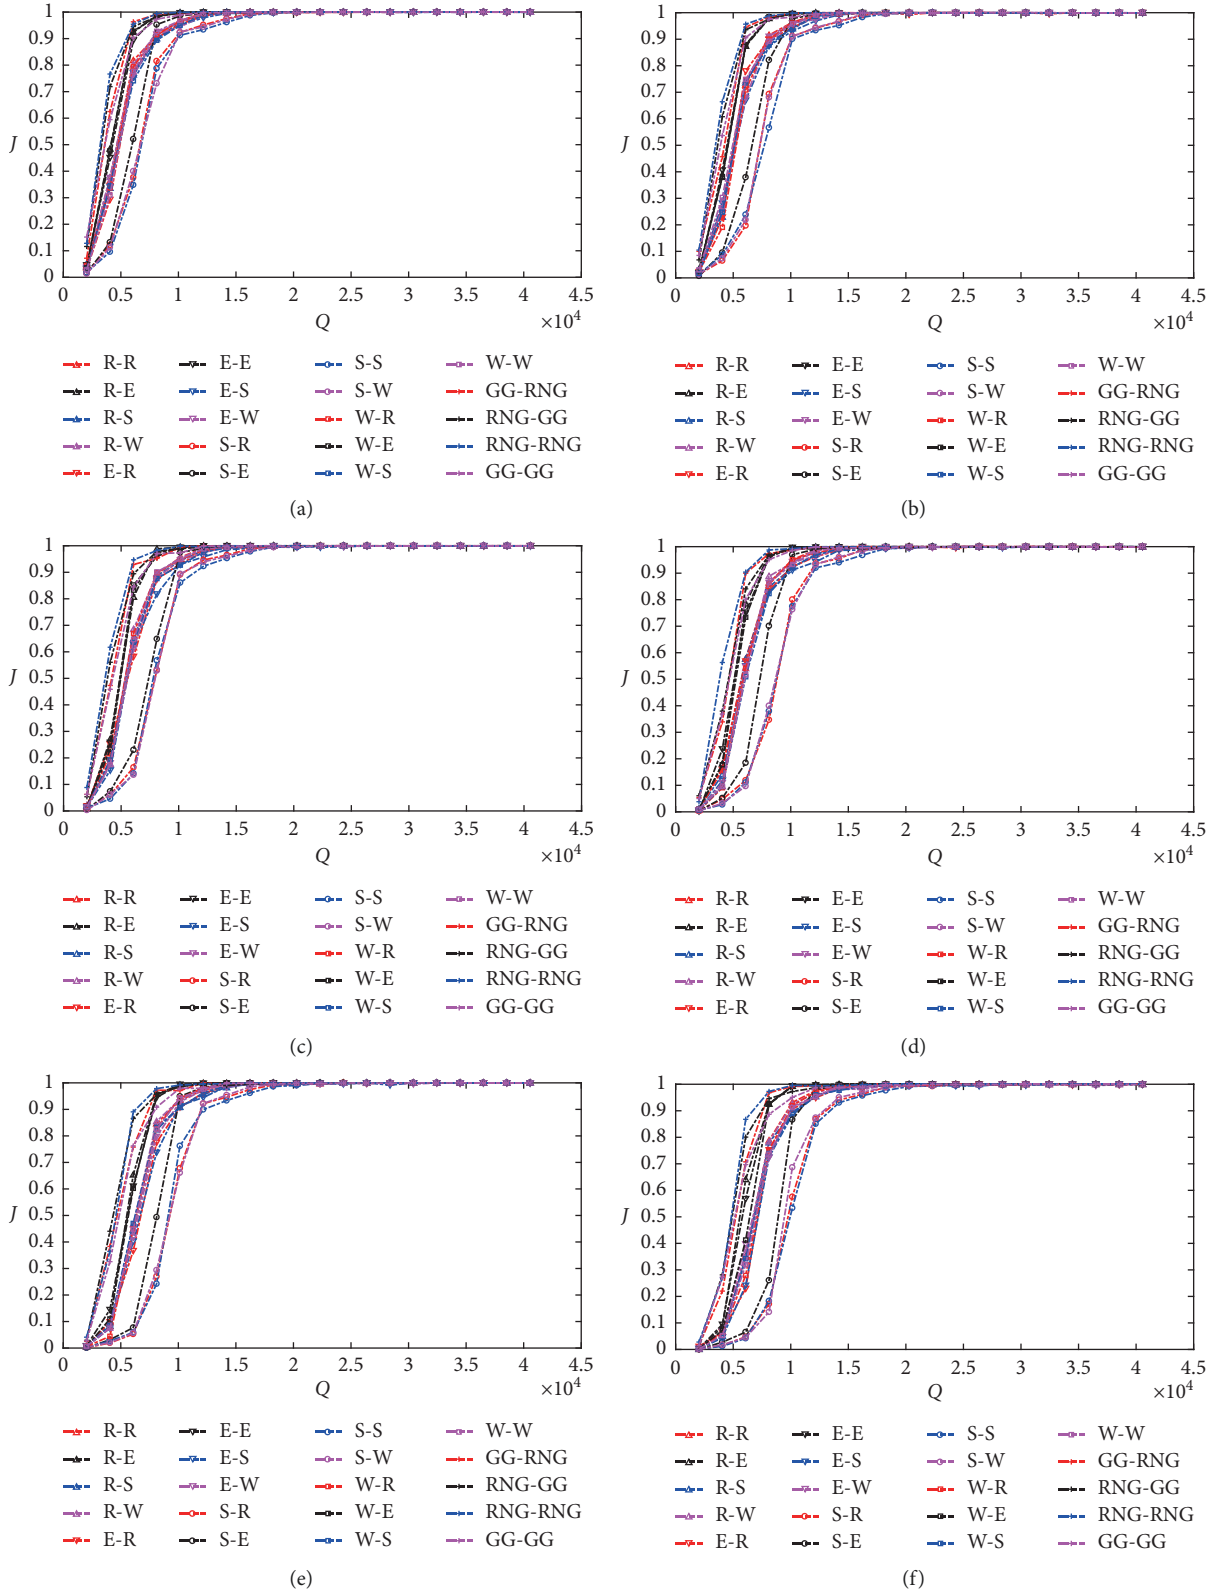 1
0.9
0.8
0.7
0.6
0.5
0.4
0.3
0.2
0.1
0
J
0 0.5 1 1.5 2 2.5 3 3.5 4 4.5
×10⁴
Q
R-R E-E S-S W-W
R-E E-S S-W GG-RNG
R-S E-W W-R RNG-GG
R-W S-R W-E RNG-RNG
E-R S-E W-S GG-GG
(a)
1
0.9
0.8
0.7
0.6
0.5
0.4
0.3
0.2
0.1
0
J
0 0.5 1 1.5 2 2.5 3 3.5 4 4.5
×10⁴
Q
R-R E-E S-S W-W
R-E E-S S-W GG-RNG
R-S E-W W-R RNG-GG
R-W S-R W-E RNG-RNG
E-R S-E W-S GG-GG
(b)
1
0.9
0.8
0.7
0.6
0.5
0.4
0.3
0.2
0.1
0
J
0 0.5 1 1.5 2 2.5 3 3.5 4 4.5
×10⁴
Q
R-R E-E S-S W-W
R-E E-S S-W GG-RNG
R-S E-W W-R RNG-GG
R-W S-R W-E RNG-RNG
E-R S-E W-S GG-GG
(c)
1
0.9
0.8
0.7
0.6
0.5
0.4
0.3
0.2
0.1
0
J
0 0.5 1 1.5 2 2.5 3 3.5 4 4.5
×10⁴
Q
R-R E-E S-S W-W
R-E E-S S-W GG-RNG
R-S E-W W-R RNG-GG
R-W S-R W-E RNG-RNG
E-R S-E W-S GG-GG
(d)
1
0.9
0.8
0.7
0.6
0.5
0.4
0.3
0.2
0.1
0
J
0 0.5 1 1.5 2 2.5 3 3.5 4 4.5
×10⁴
Q
R-R E-E S-S W-W
R-E E-S S-W GG-RNG
R-S E-W W-R RNG-GG
R-W S-R W-E RNG-RNG
E-R S-E W-S GG-GG
(e)
1
0.9
0.8
0.7
0.6
0.5
0.4
0.3
0.2
0.1
0
J
0 0.5 1 1.5 2 2.5 3 3.5 4 4.5
×10⁴
Q
R-R E-E S-S W-W
R-E E-S S-W GG-RNG
R-S E-W W-R RNG-GG
R-W S-R W-E RNG-RNG
E-R S-E W-S GG-GG
(f)